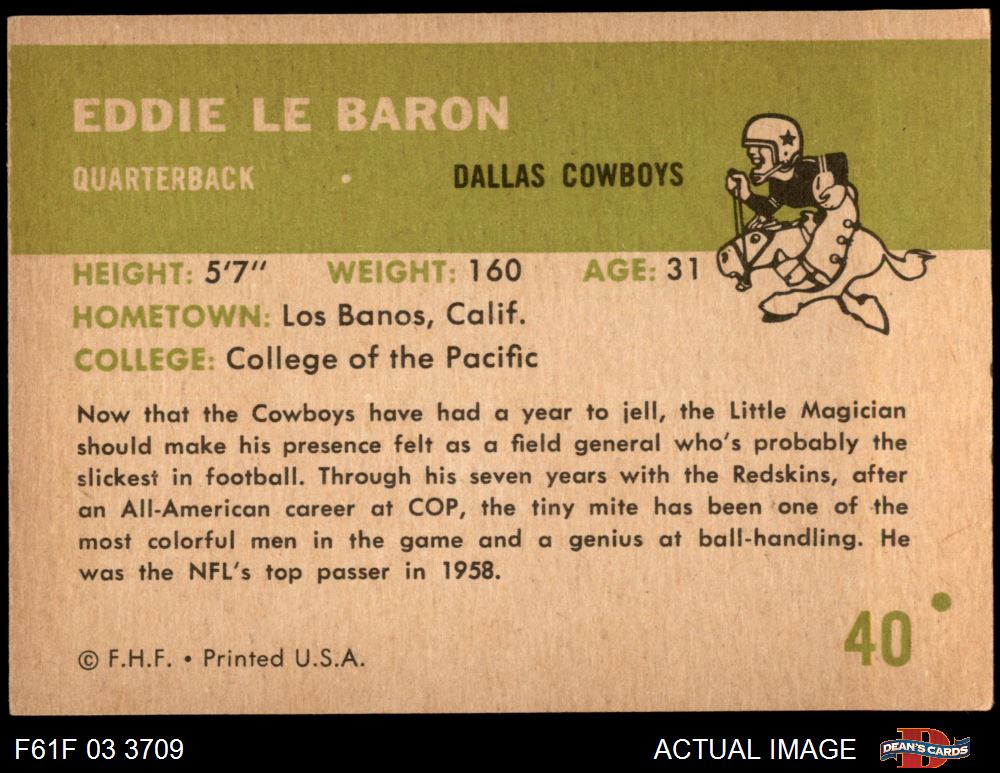 EDDIE LE BARON
QUARTERBACK • DALLAS COWBOYS
HEIGHT: 5'7" WEIGHT: 160 AGE: 31
HOMETOWN: Los Banos, Calif.
COLLEGE: College of the Pacific
Now that the Cowboys have had a year to jell, the Little Magician
should make his presence felt as a field general who's probably the
slickest in football. Through his seven years with the Redskins, after
an All-American career at COP, the tiny mite has been one of the
most colorful men in the game and a genius at ball-handling. He
was the NFL's top passer in 1958.
40
© F.H.F. • Printed U.S.A.
F61F 03 3709 ACTUAL IMAGE DEAN'S CARDS